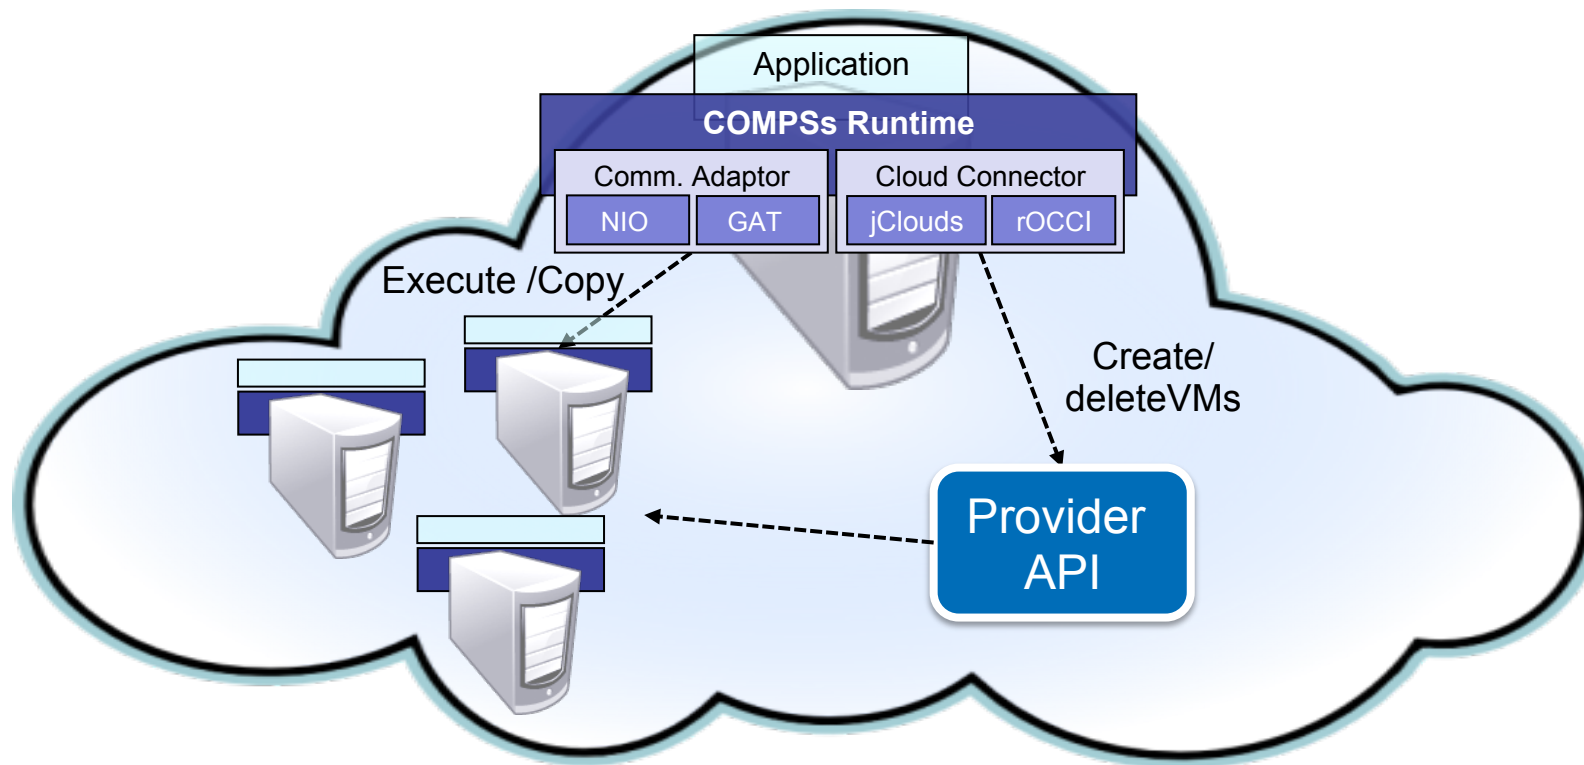 Application
COMPSs Runtime
Comm. Adaptor
Cloud Connector
NIO
GAT
jClouds
rOCCI
Execute /Copy
Create/
deleteVMs
Provider
API